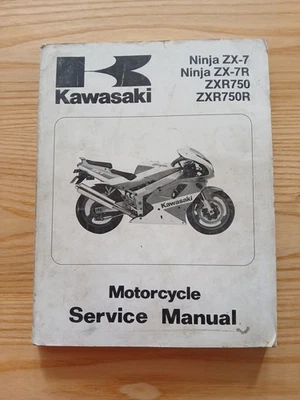 Kawasaki
Ninja ZX-7
Ninja ZX-7R
ZXR750
ZXR750R
Kawasaki
Motorcycle
Service Manual